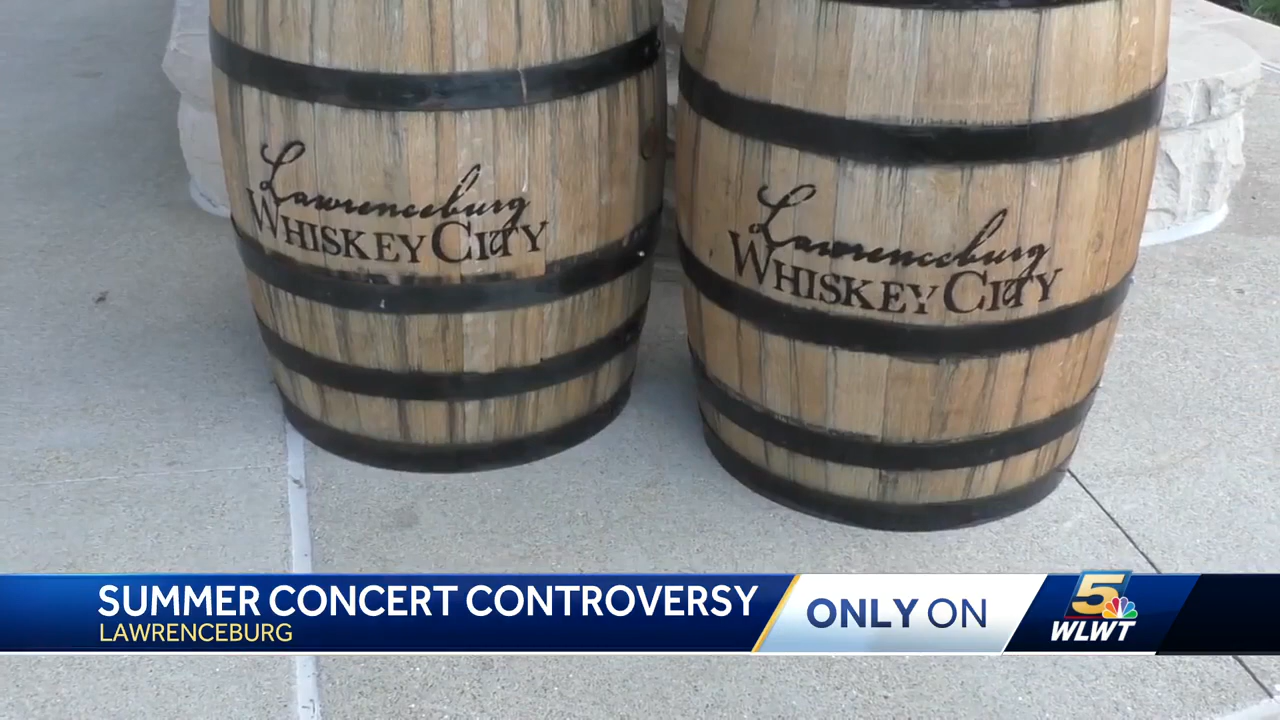 Lawrenceburg
WHISKEY CITY
Lawrenceburg
WHISKEY CITY
SUMMER CONCERT CONTROVERSY
LAWRENCEBURG
ONLY ON
5
WLWT